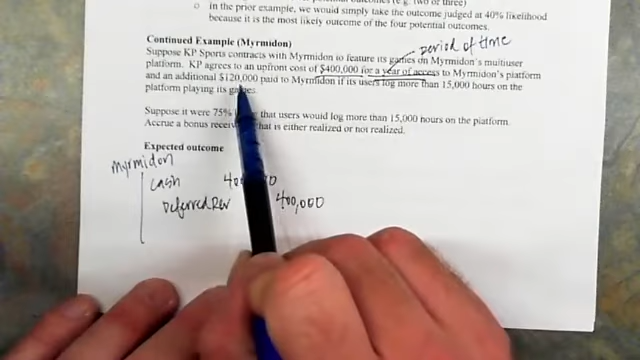 potential outcomes (e.g. two or three)
o in the prior example, we would simply take the outcome judged at 40% likelihood
because it is the most likely outcome of the four potential outcomes.
period of time
Continued Example (Myrmidon)
Suppose KP Sports contracts with Myrmidon to feature its games on Myrmidon's multiuser
platform. KP agrees to an upfront cost of $400,000 for a year of access to Myrmidon's platform
and an additional $120,000 paid to Myrmidon if its users log more than 15,000 hours on the
platform playing its games.
Suppose it were 75% that users would log more than 15,000 hours on the platform.
Accrue a bonus that is either realized or not realized.
Expected outcome
Myrmidon
Cash
Deferred Rev 400,000